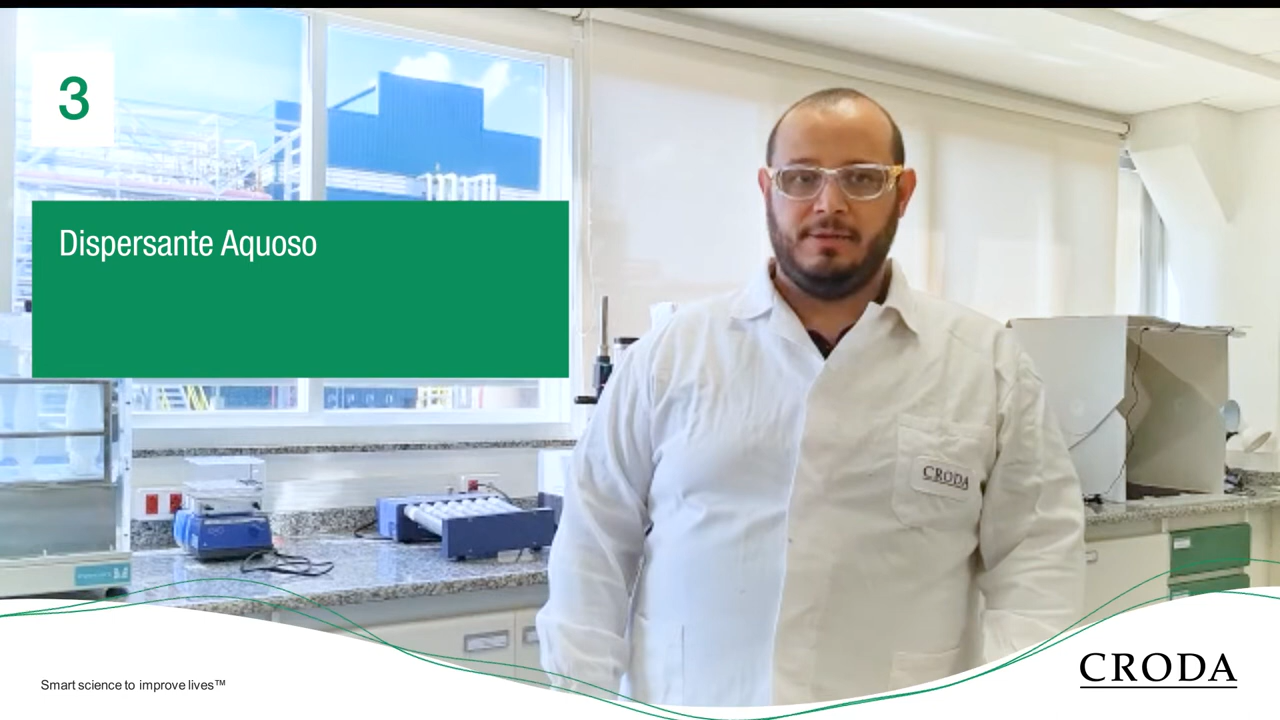 3
Dispersante Aquoso
CRODA
Smart science to improve lives™
CRODA